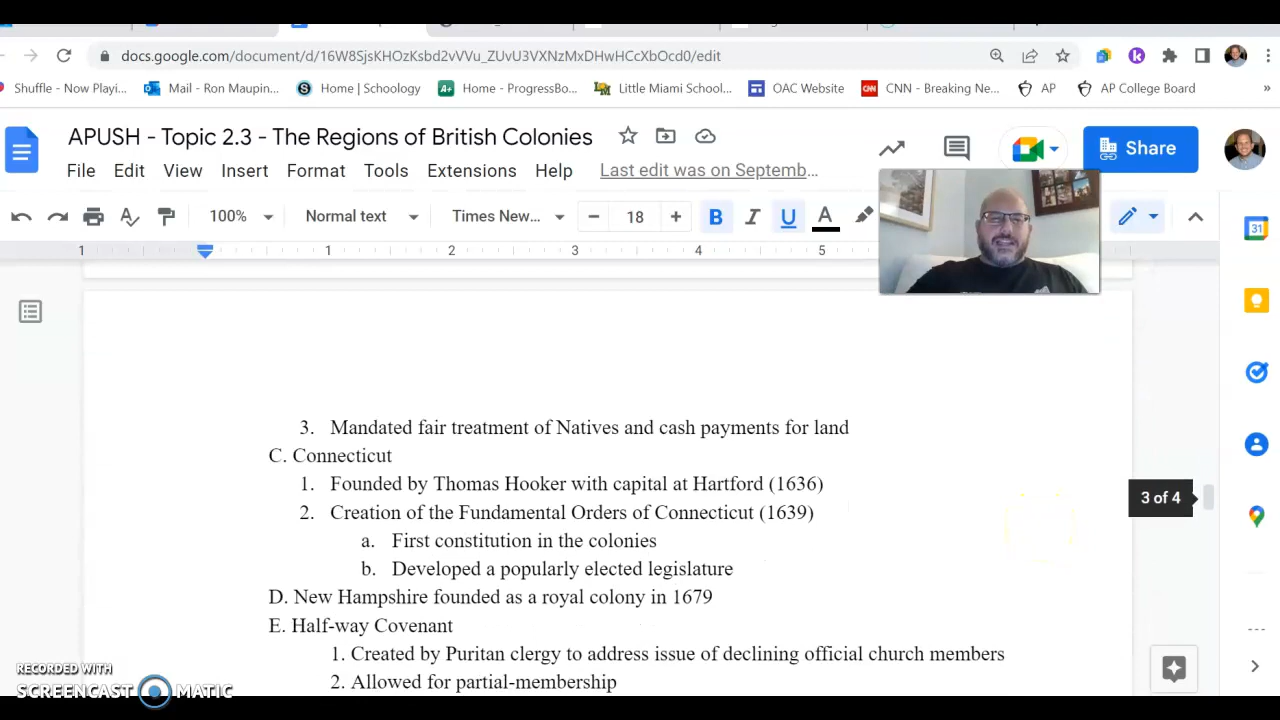 docs.google.com/document/d/16W8SjsKHOzKsbd2vVVu_ZUvU3VXNzMxDHwHCcXbOcd0/edit
Shuffle - Now Playi... Mail - Ron Maupin... Home | Schoology Home - ProgressBo... Little Miami School... OAC Website CNN - Breaking Ne... AP AP College Board »
APUSH - Topic 2.3 - The Regions of British Colonies
Share
File Edit View Insert Format Tools Extensions Help Last edit was on Septemb...
100% Normal text Times New... − 18 + B I U A
1 1 2 3 4 5
31
3. Mandated fair treatment of Natives and cash payments for land
C. Connecticut
1. Founded by Thomas Hooker with capital at Hartford (1636)
3 of 4
2. Creation of the Fundamental Orders of Connecticut (1639)
a. First constitution in the colonies
b. Developed a popularly elected legislature
D. New Hampshire founded as a royal colony in 1679
E. Half-way Covenant
1. Created by Puritan clergy to address issue of declining official church members
2. Allowed for partial-membership
RECORDED WITH
SCREENCAST MATIC